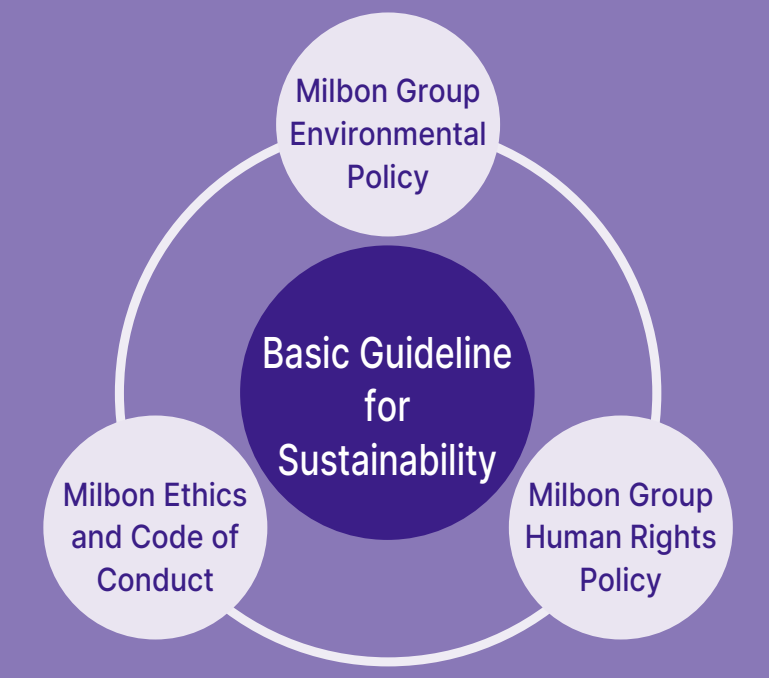 Milbon Group
Environmental
Policy
Basic Guideline
for
Sustainability
Milbon Ethics
and Code of
Conduct
Milbon Group
Human Rights
Policy